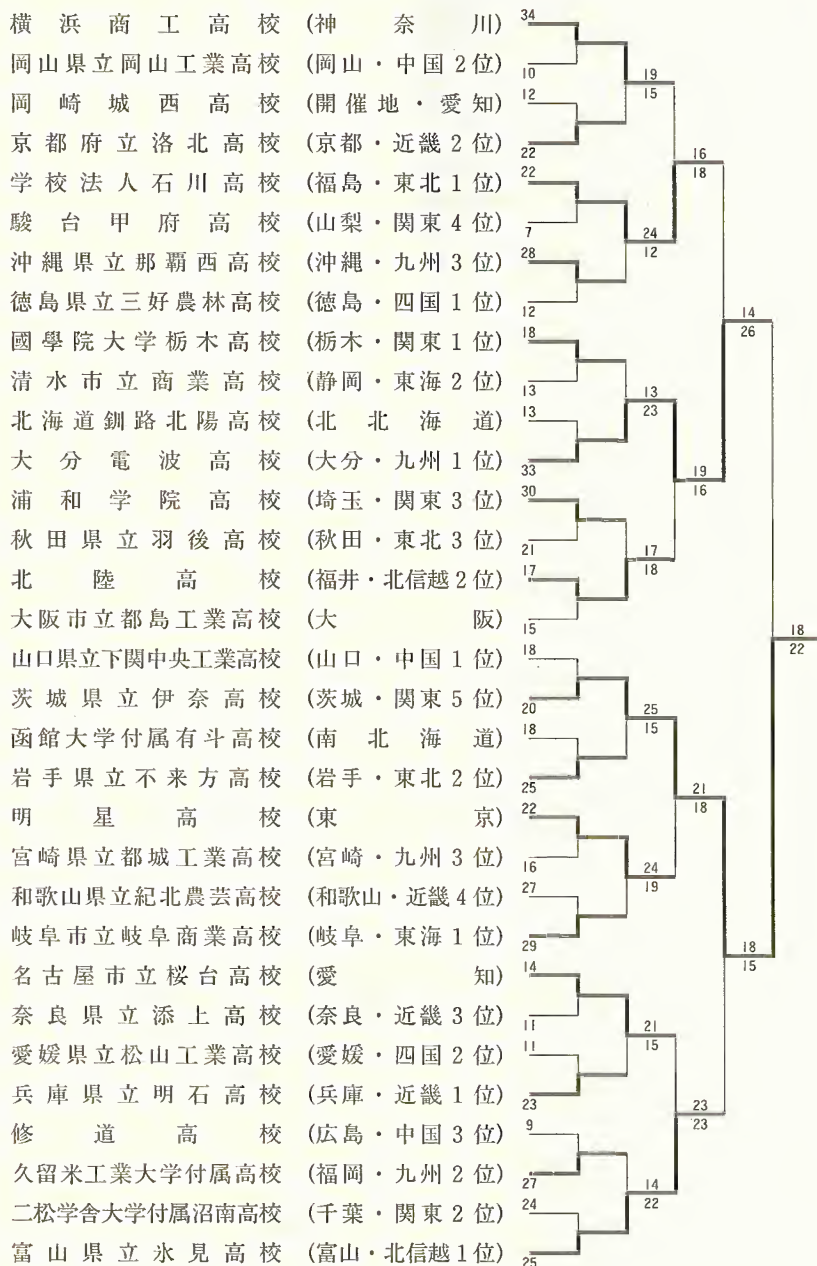 横浜商工高校 (神奈川) 34
岡山県立岡山工業高校 (岡山・中国2位) 10
岡崎城西高校 (開催地・愛知) 12
京都府立洛北高校 (京都・近畿2位) 22
学校法人石川高校 (福島・東北1位) 22
駿台甲府高校 (山梨・関東4位) 7
沖縄県立那覇西高校 (沖縄・九州3位) 28
徳島県立三好農林高校 (徳島・四国1位) 12
國學院大学栃木高校 (栃木・関東1位) 18
清水市立商業高校 (静岡・東海2位) 13
北海道釧路北陽高校 (北北海道) 13
大分電波高校 (大分・九州1位) 33
浦和学院高校 (埼玉・関東3位) 30
秋田県立羽後高校 (秋田・東北3位) 21
北陸高校 (福井・北信越2位) 17
大阪市立都島工業高校 (大阪) 15
山口県立下関中央工業高校 (山口・中国1位) 18
茨城県立伊奈高校 (茨城・関東5位) 20
函館大学付属有斗高校 (南北海道) 18
岩手県立不来方高校 (岩手・東北2位) 25
明星高校 (東京) 22
宮崎県立都城工業高校 (宮崎・九州3位) 16
和歌山県立紀北農芸高校 (和歌山・近畿4位) 27
岐阜市立岐阜商業高校 (岐阜・東海1位) 29
名古屋市立桜台高校 (愛知) 14
奈良県立添上高校 (奈良・近畿3位) 11
愛媛県立松山工業高校 (愛媛・四国2位) 11
兵庫県立明石高校 (兵庫・近畿1位) 23
修道高校 (広島・中国3位) 9
久留米工業大学付属高校 (福岡・九州2位) 27
二松学舎大学付属沼南高校 (千葉・関東2位) 24
富山県立氷見高校 (富山・北信越1位) 25
19
15
24
12
13
23
17
18
25
15
24
19
21
15
14
22
16
18
19
16
21
18
23
23
14
26
18
15
18
22